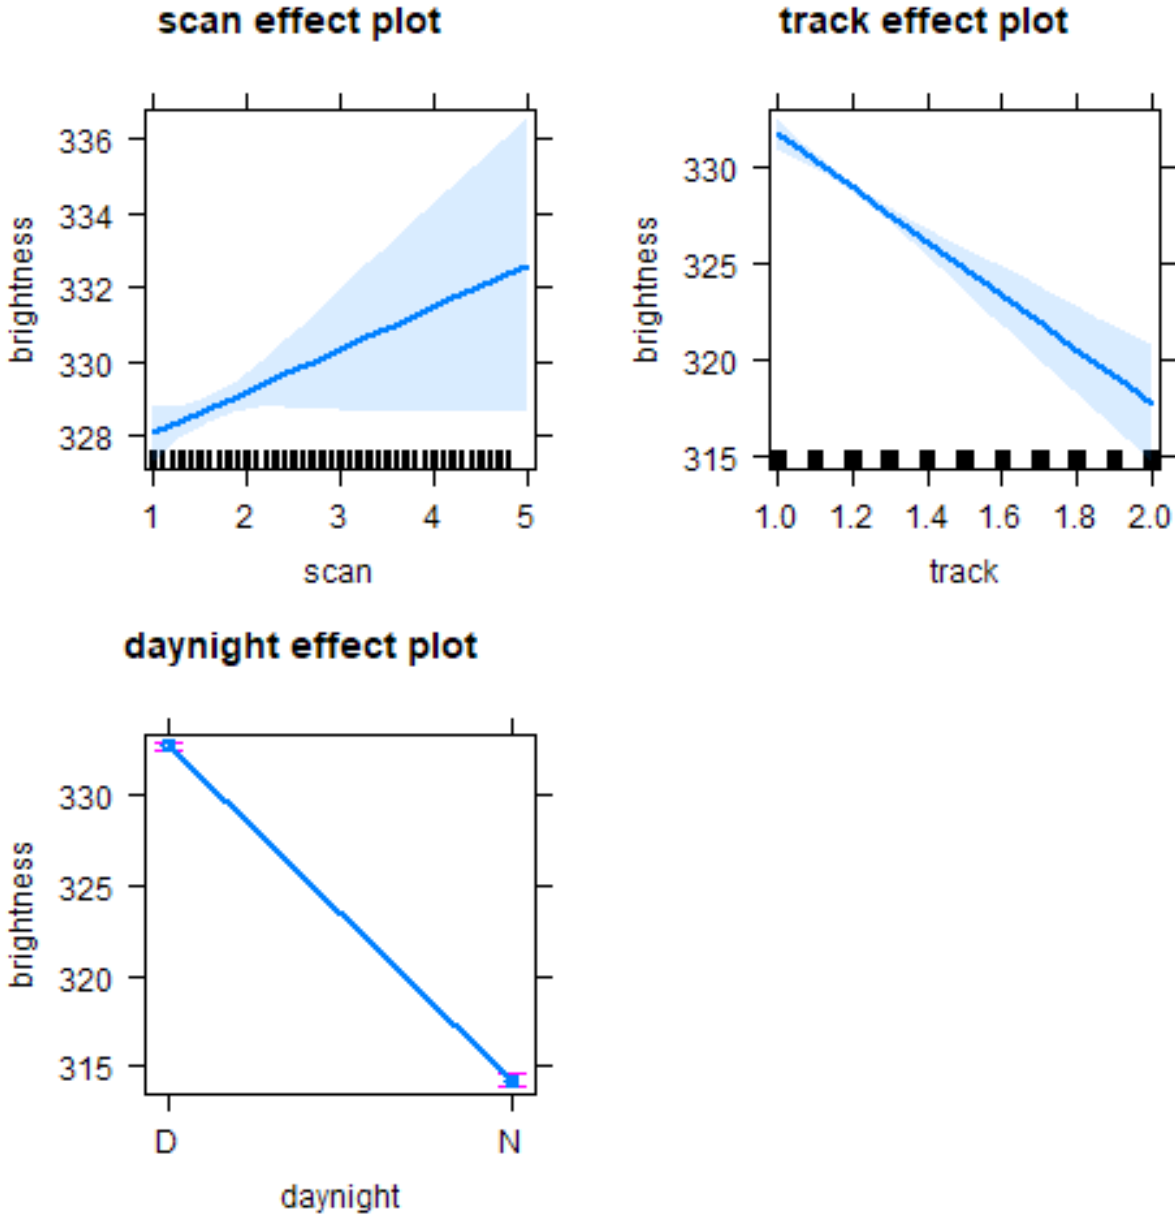 scan effect plot
336
334
332
330
328
brightness
1 2 3 4 5
scan
track effect plot
330
325
320
315
brightness
1.0 1.2 1.4 1.6 1.8 2.0
track
daynight effect plot
330
325
320
315
brightness
D N
daynight